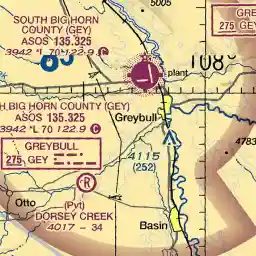 5005
SOUTH BIG HORN
COUNTY (GEY)
ASOS 135.325
3942 *L 70 122.9 C
GRE
275
plant
108°
H BIG HORN COUNTY (GEY)
ASOS 135.325
3942 *L 70 122.9 C
Greybull
GREYBULL
275 GEY
4115
(252)
4783
R
(Pvt)
Otto
DORSEY CREEK
4017 - 34
Basin